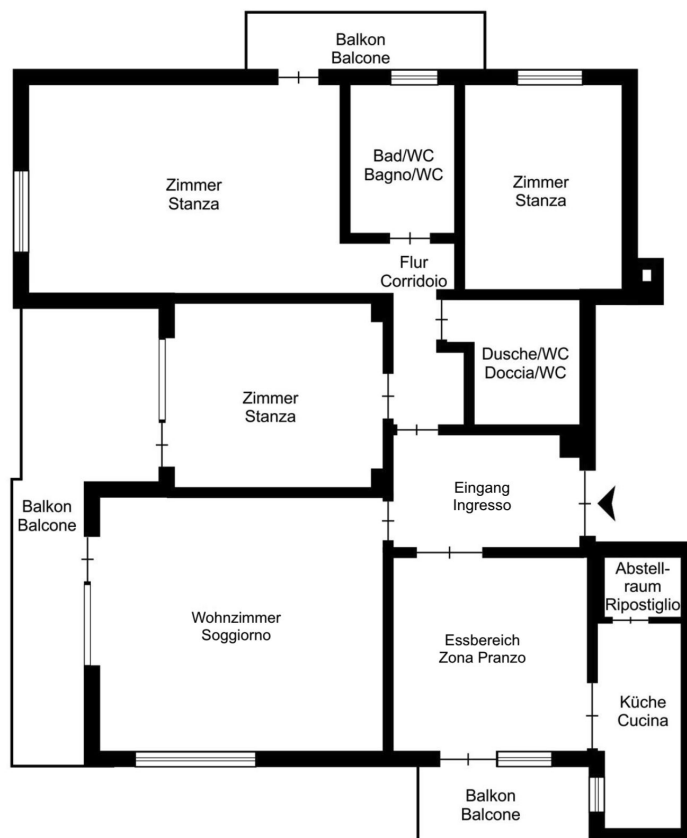 Balkon
Balcone
Bad/WC
Bagno/WC
Zimmer
Stanza
Zimmer
Stanza
Flur
Corridoio
Dusche/WC
Doccia/WC
Zimmer
Stanza
Eingang
Ingresso
Balkon
Balcone
Abstell-
raum
Ripostiglio
Wohnzimmer
Soggiorno
Essbereich
Zona Pranzo
Küche
Cucina
Balkon
Balcone